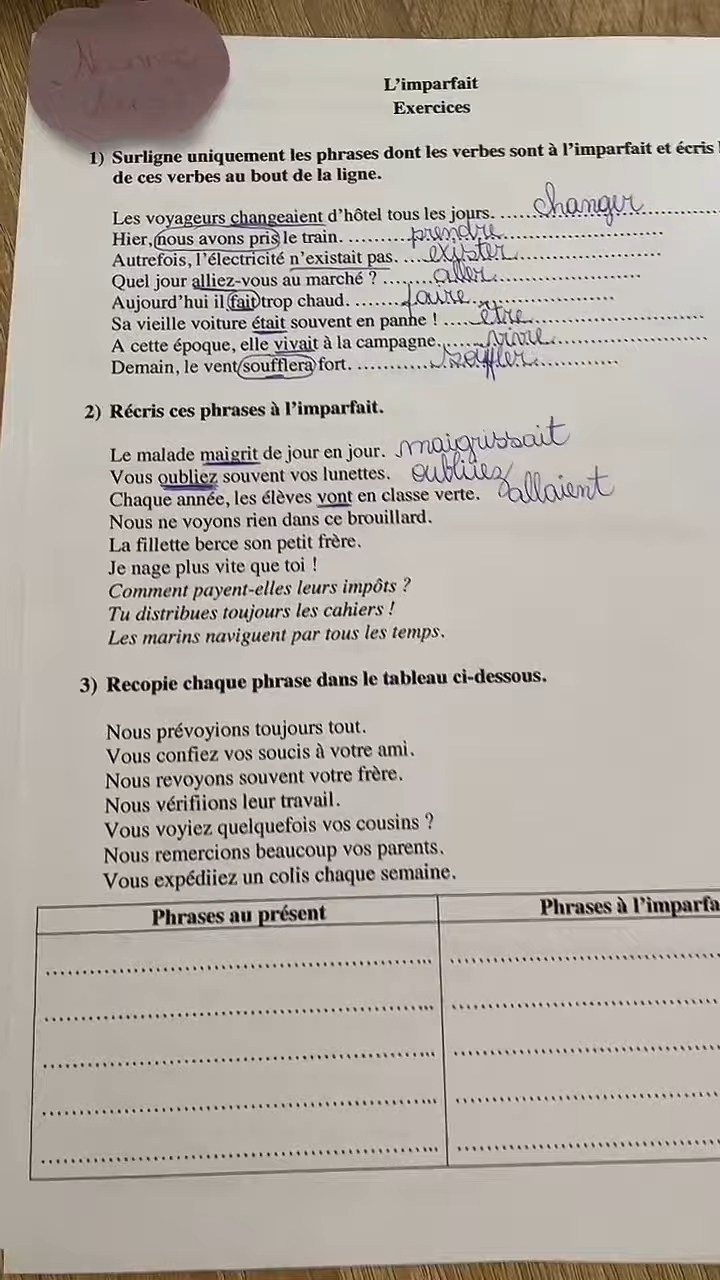 L'imparfait
Exercices
1) Surligne uniquement les phrases dont les verbes sont à l'imparfait et écris
de ces verbes au bout de la ligne.
Les voyageurs changeaient d'hôtel tous les jours. ....changer..............
Hier, nous avons pris le train. ............prendre..............
Autrefois, l'électricité n'existait pas. ....exister..............
Quel jour alliez-vous au marché ? ........aller..............
Aujourd'hui il fait trop chaud. ........faire..............
Sa vieille voiture était souvent en panne ! .....être..............
A cette époque, elle vivait à la campagne. ......vivre..............
Demain, le vent soufflera fort. ..............souffler..............
2) Récris ces phrases à l'imparfait.
Le malade maigrit de jour en jour. maigrissait
Vous oubliez souvent vos lunettes. oubliiez
Chaque année, les élèves vont en classe verte. allaient
Nous ne voyons rien dans ce brouillard.
La fillette berce son petit frère.
Je nage plus vite que toi !
Comment payent-elles leurs impôts ?
Tu distribues toujours les cahiers !
Les marins naviguent par tous les temps.
3) Recopie chaque phrase dans le tableau ci-dessous.
Nous prévoyions toujours tout.
Vous confiez vos soucis à votre ami.
Nous revoyons souvent votre frère.
Nous vérifiions leur travail.
Vous voyiez quelquefois vos cousins ?
Nous remercions beaucoup vos parents.
Vous expédiiez un colis chaque semaine.
Phrases au présent Phrases à l'imparfa